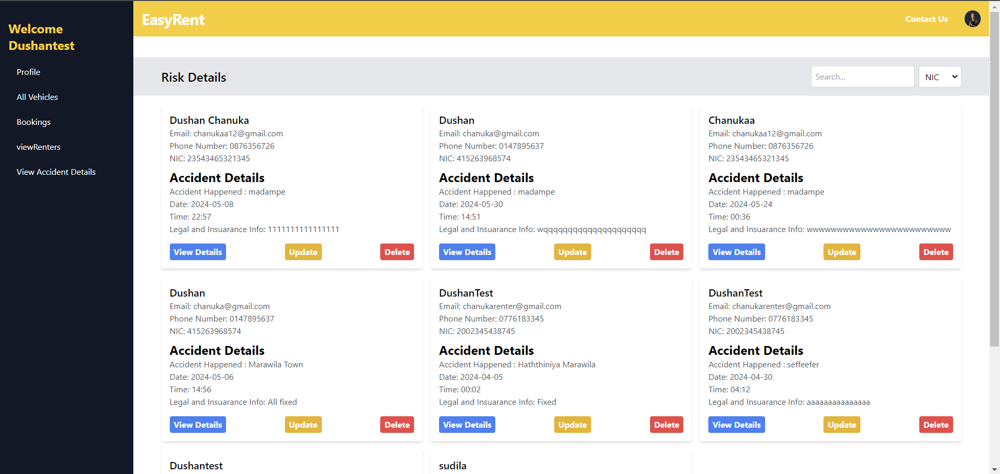 Welcome
Dushantest
Profile
All Vehicles
Bookings
viewRenters
View Accident Details
EasyRent
Contact Us
Risk Details
Search...
NIC
Dushan Chanuka
Email: chanukaa12@gmail.com
Phone Number: 0876356726
NIC: 23543465321345
Accident Details
Accident Happened : madampe
Date: 2024-05-08
Time: 22:57
Legal and Insuarance Info: 1111111111111111
View Details
Update
Delete
Dushan
Email: chanuka@gmail.com
Phone Number: 0147895637
NIC: 415263968574
Accident Details
Accident Happened : madampe
Date: 2024-05-30
Time: 14:51
Legal and Insuarance Info: wqqqqqqqqqqqqqqqqqqqqq
View Details
Update
Delete
Chanukaa
Email: chanukaa12@gmail.com
Phone Number: 0876356726
NIC: 23543465321345
Accident Details
Accident Happened : madampe
Date: 2024-05-24
Time: 00:36
Legal and Insuarance Info: wwwwwwwwwwwwwwwwwwwwwwww
View Details
Update
Delete
Dushan
Email: chanuka@gmail.com
Phone Number: 0147895637
NIC: 415263968574
Accident Details
Accident Happened : Marawila Town
Date: 2024-05-06
Time: 14:56
Legal and Insuarance Info: All fixed
View Details
Update
Delete
DushanTest
Email: chanukarenter@gmail.com
Phone Number: 0776183345
NIC: 2002345438745
Accident Details
Accident Happened : Haththiniya Marawila
Date: 2024-04-05
Time: 00:02
Legal and Insuarance Info: Fixed
View Details
Update
Delete
DushanTest
Email: chanukarenter@gmail.com
Phone Number: 0776183345
NIC: 2002345438745
Accident Details
Accident Happened : seffeefer
Date: 2024-04-30
Time: 04:12
Legal and Insuarance Info: aaaaaaaaaaaaaaa
View Details
Update
Delete
Dushantest
sudila